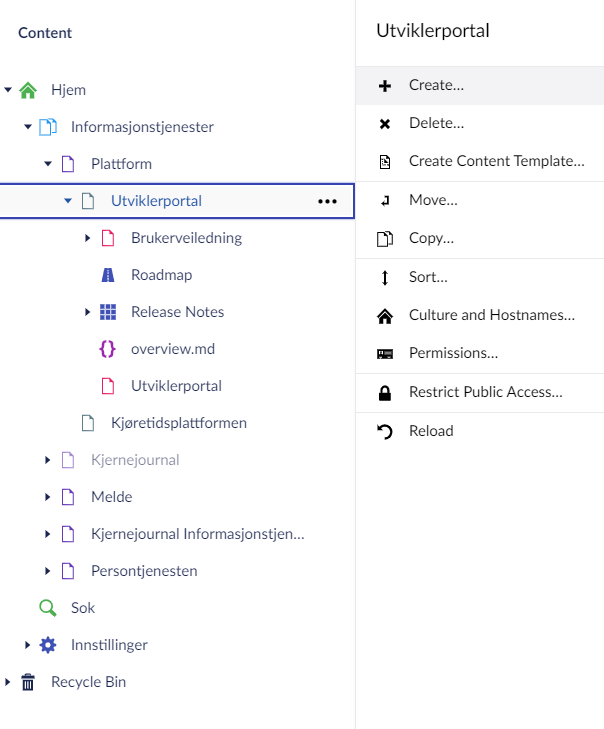 Content
Hjem
Informasjonstjenester
Plattform
Utviklerportal
Brukerveiledning
Roadmap
Release Notes
overview.md
Utviklerportal
Kjøretidsplattformen
Kjernejournal
Melde
Kjernejournal Informasjonstjen...
Persontjenesten
Sok
Innstillinger
Recycle Bin
Utviklerportal
Create...
Delete...
Create Content Template...
Move...
Copy...
Sort...
Culture and Hostnames...
Permissions...
Restrict Public Access...
Reload